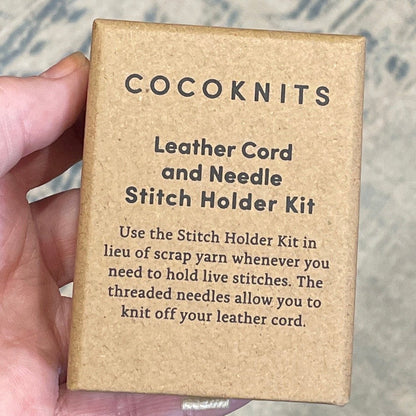 COCOKNITS
Leather Cord
and Needle
Stitch Holder Kit
Use the Stitch Holder Kit in
lieu of scrap yarn whenever you
need to hold live stitches. The
threaded needles allow you to
knit off your leather cord.